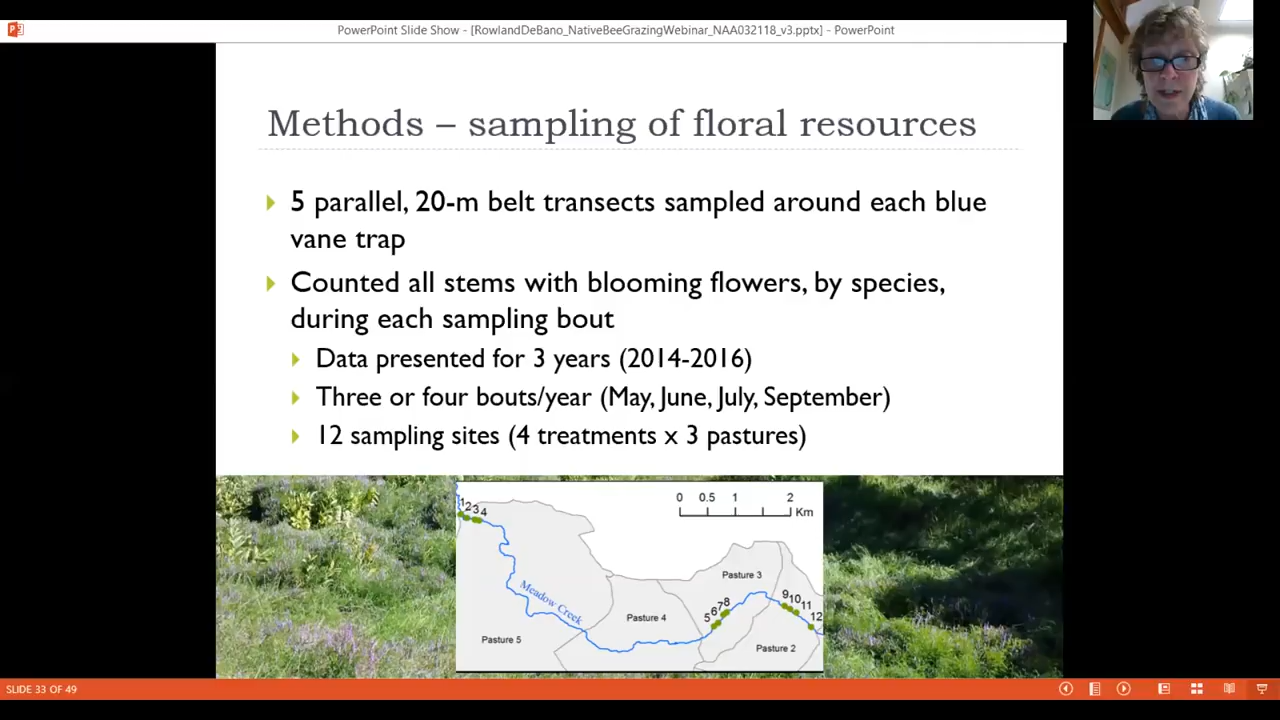 PowerPoint Slide Show - [RowlandDeBano_NativeBeeGrazingWebinar_NAA032118_v3.pptx] - PowerPoint
Methods – sampling of floral resources
5 parallel, 20-m belt transects sampled around each blue
vane trap
Counted all stems with blooming flowers, by species,
during each sampling bout
Data presented for 3 years (2014-2016)
Three or four bouts/year (May, June, July, September)
12 sampling sites (4 treatments x 3 pastures)
0 0.5 1 2
Km
1 2 3 4
Meadow Creek
Pasture 5
Pasture 4
Pasture 3
5 6 7 8
9 10 11
12
Pasture 2
SLIDE 33 OF 49